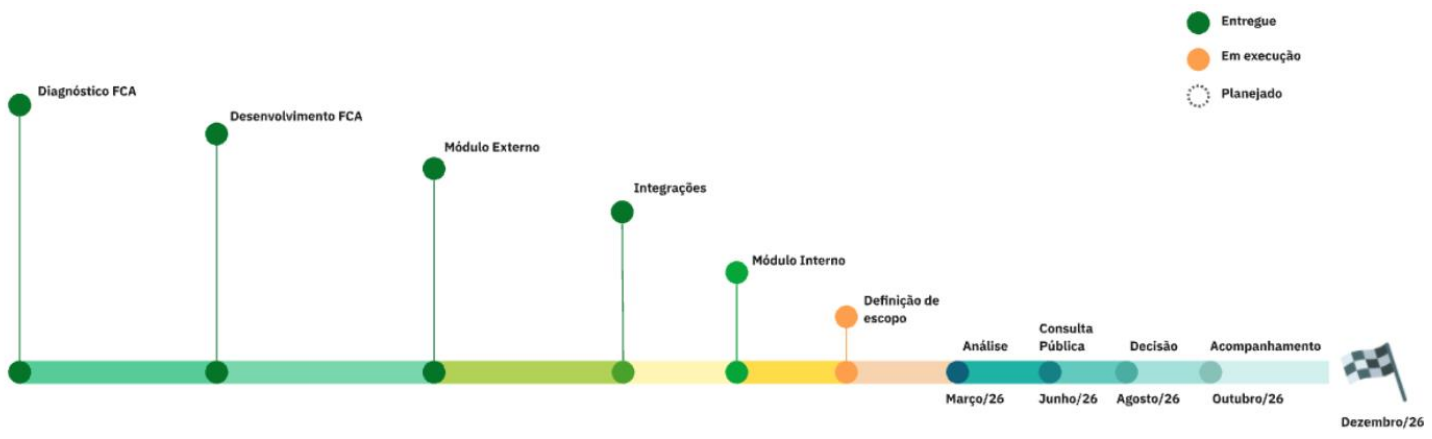 Entregue
Em execução
Planejado
Diagnóstico FCA
Desenvolvimento FCA
Módulo Externo
Integrações
Módulo Interno
Definição de
escopo
Análise
Consulta
Pública
Decisão
Acompanhamento
Março/26
Junho/26
Agosto/26
Outubro/26
Dezembro/26